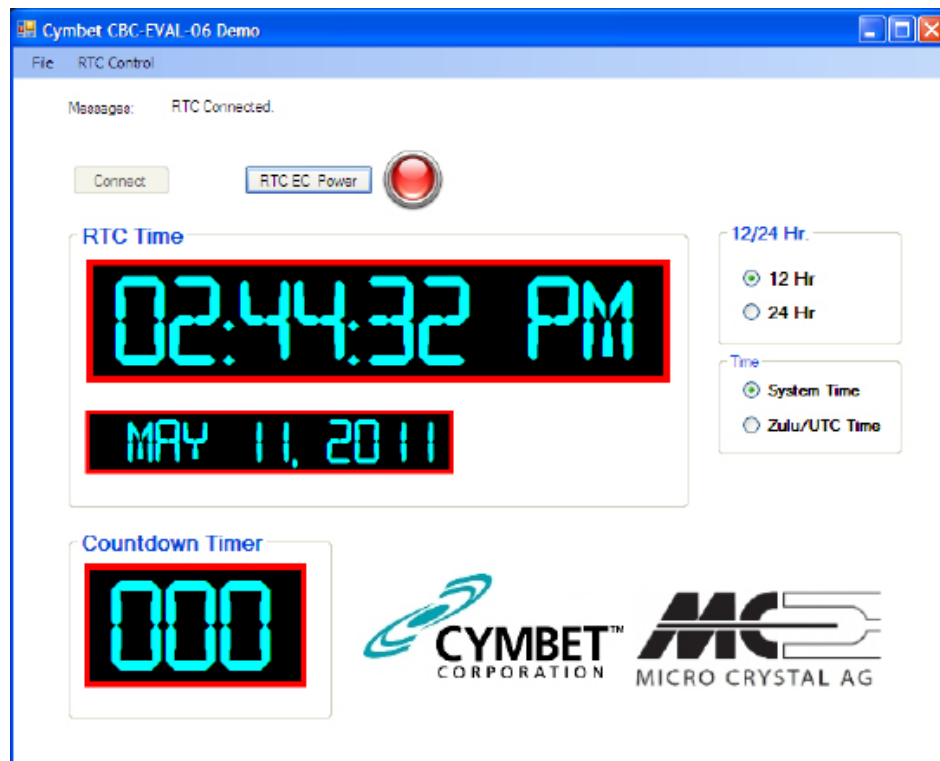 Cymbet CBC-EVAL-06 Demo
File RTC Control
Messages: RTC Connected.
Connect RTC EC Power
RTC Time
02:44:32 PM
MAY 11, 2011
12/24 Hr.
12 Hr
24 Hr
Time
System Time
Zulu/UTC Time
Countdown Timer
000
CYMBET™
CORPORATION
MC
MICRO CRYSTAL AG